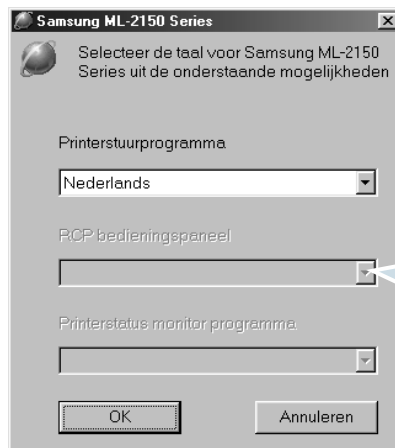 Samsung ML-2150 Series
Selecteer de taal voor Samsung ML-2150
Series uit de onderstaande mogelijkheden
Printerstuurprogramma
Nederlands
RCP bedieningspaneel
Printerstatus monitor programma
OK
Annuleren